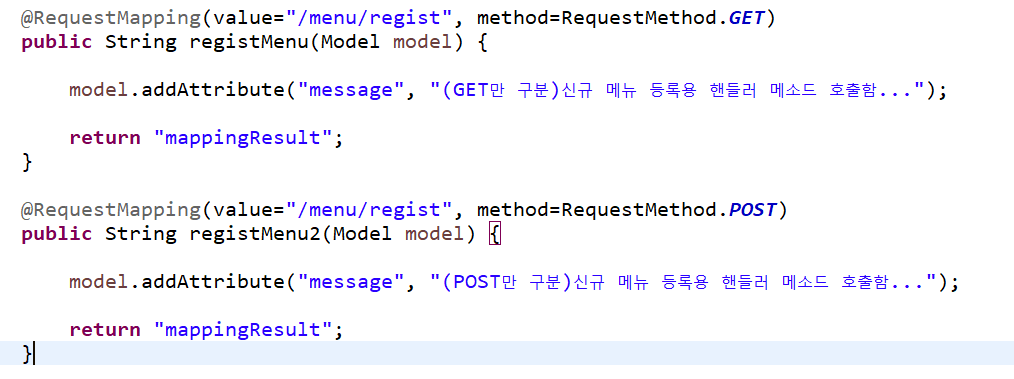 @RequestMapping(value="/menu/regist", method=RequestMethod.GET)
public String registMenu(Model model) {
model.addAttribute("message", "(GET만 구분)신규 메뉴 등록용 핸들러 메소드 호출함...");
return "mappingResult";
}
@RequestMapping(value="/menu/regist", method=RequestMethod.POST)
public String registMenu2(Model model) {
model.addAttribute("message", "(POST만 구분)신규 메뉴 등록용 핸들러 메소드 호출함...");
return "mappingResult";
}